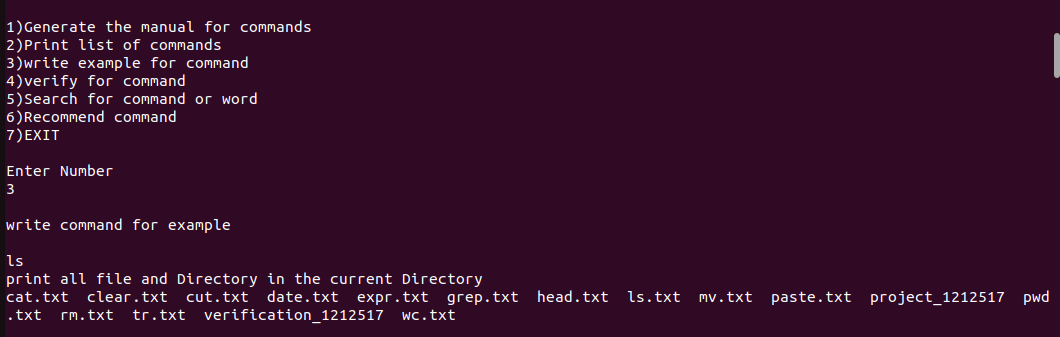 1)Generate the manual for commands
2)Print list of commands
3)write example for command
4)verify for command
5)Search for command or word
6)Recommend command
7)EXIT
Enter Number
3
write command for example
ls
print all file and Directory in the current Directory
cat.txt  clear.txt  cut.txt  date.txt  expr.txt  grep.txt  head.txt  ls.txt  mv.txt  paste.txt  project_1212517  pwd
.txt  rm.txt  tr.txt  verification_1212517  wc.txt